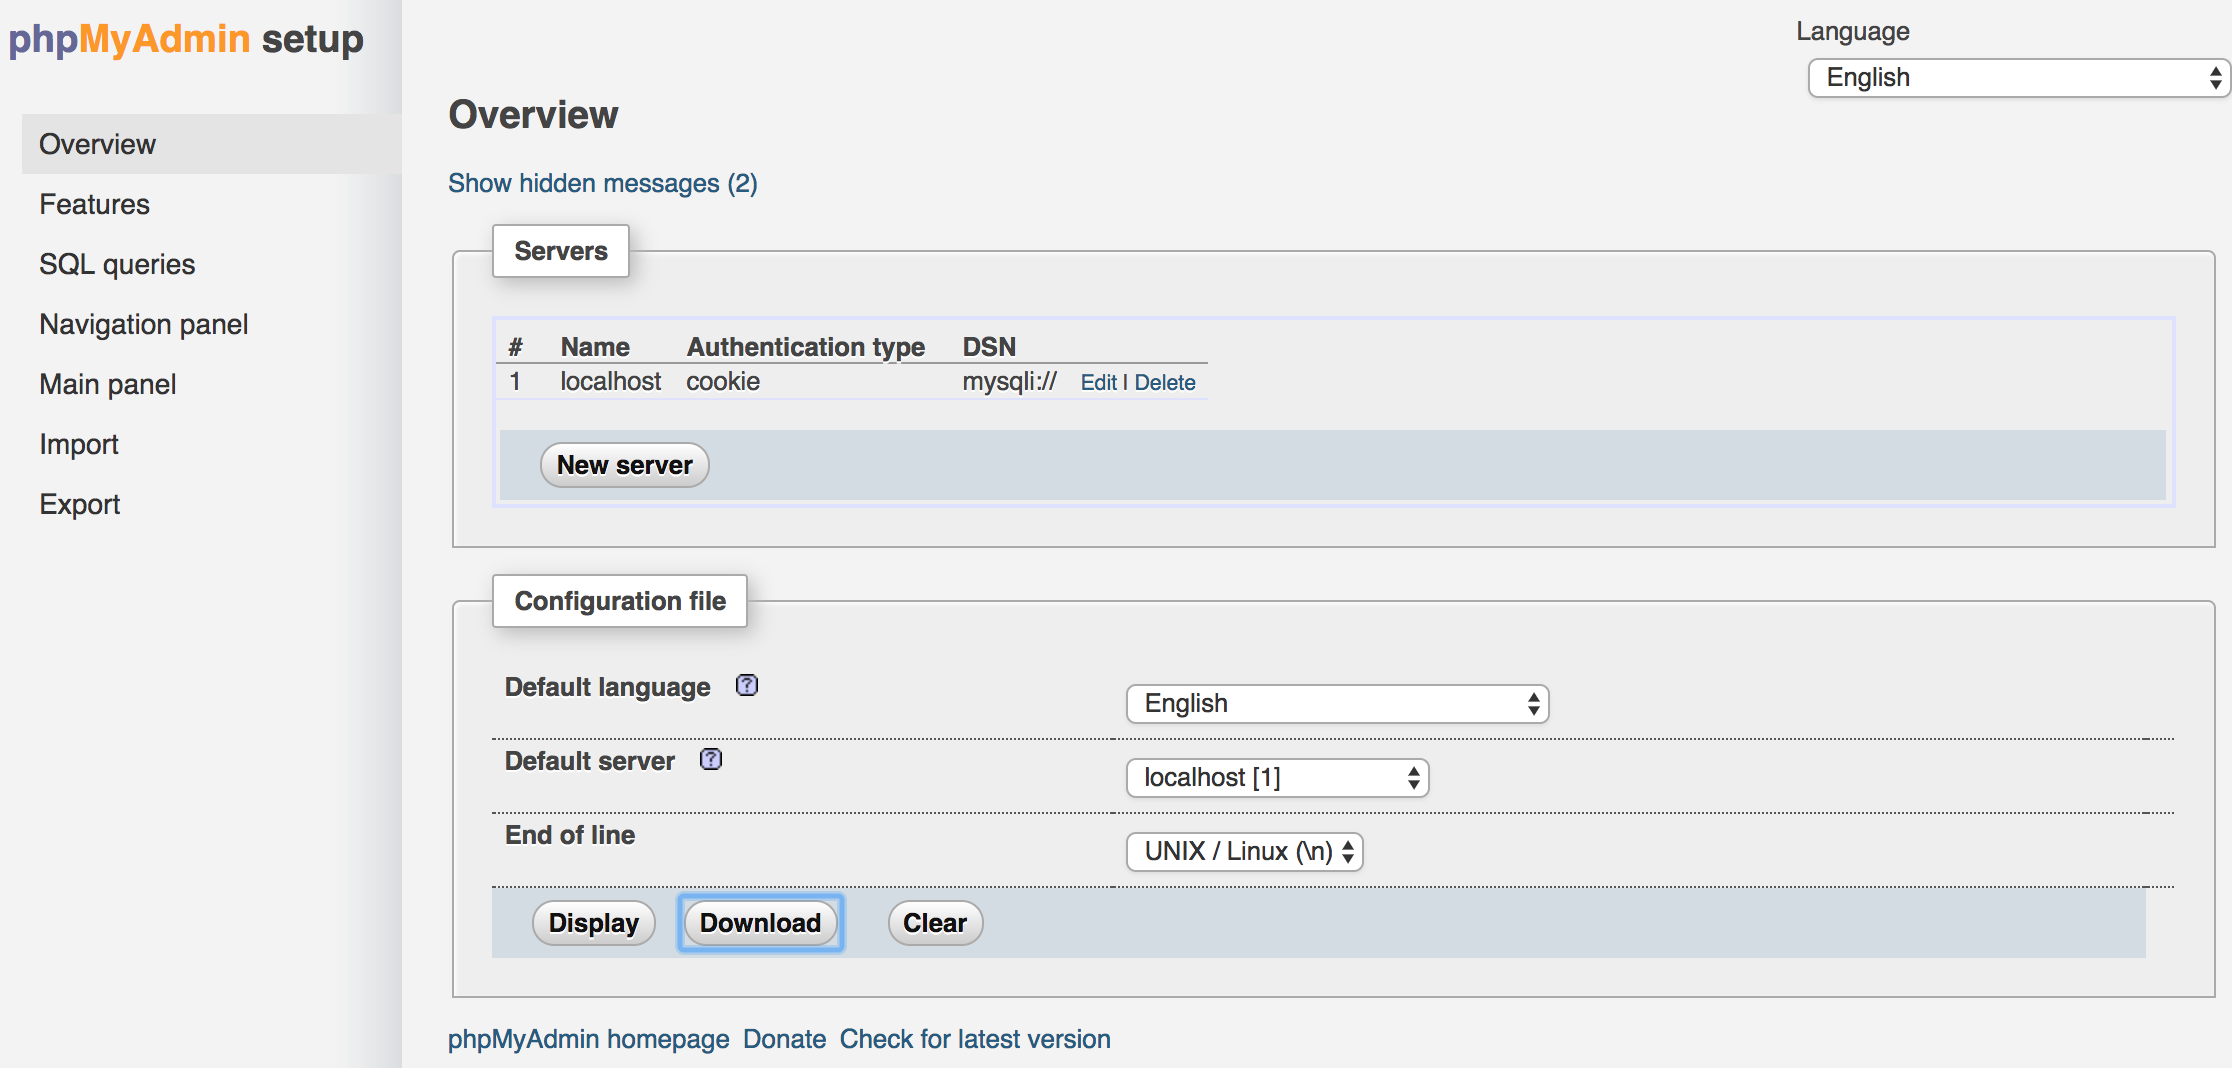 phpMyAdmin setup
Overview
Features
SQL queries
Navigation panel
Main panel
Import
Export
Language
English
Overview
Show hidden messages (2)
Servers
# Name Authentication type DSN
1 localhost cookie mysqli:// Edit | Delete
New server
Configuration file
Default language ? English
Default server ? localhost [1]
End of line UNIX / Linux (\n)
Display Download Clear
phpMyAdmin homepage Donate Check for latest version